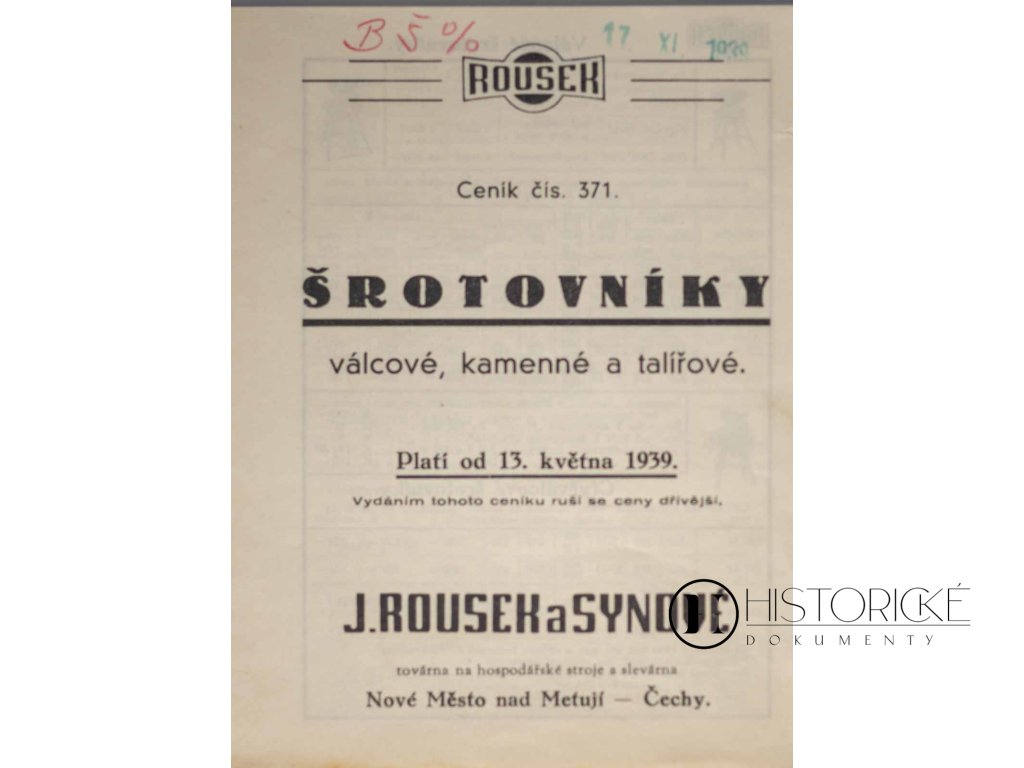 B Š %
17 XI. 1939
ROUSEK
Ceník čís. 371.
ŠROTOVNÍKY
válcové, kamenné a talířové.
Platí od 13. května 1939.
Vydáním tohoto ceníku ruší se ceny dřívější.
J. ROUSEK a SYNOVÉ
HISTORICKÉ
DOKUMENTY
továrna na hospodářské stroje a slevárna
Nové Město nad Metují — Čechy.